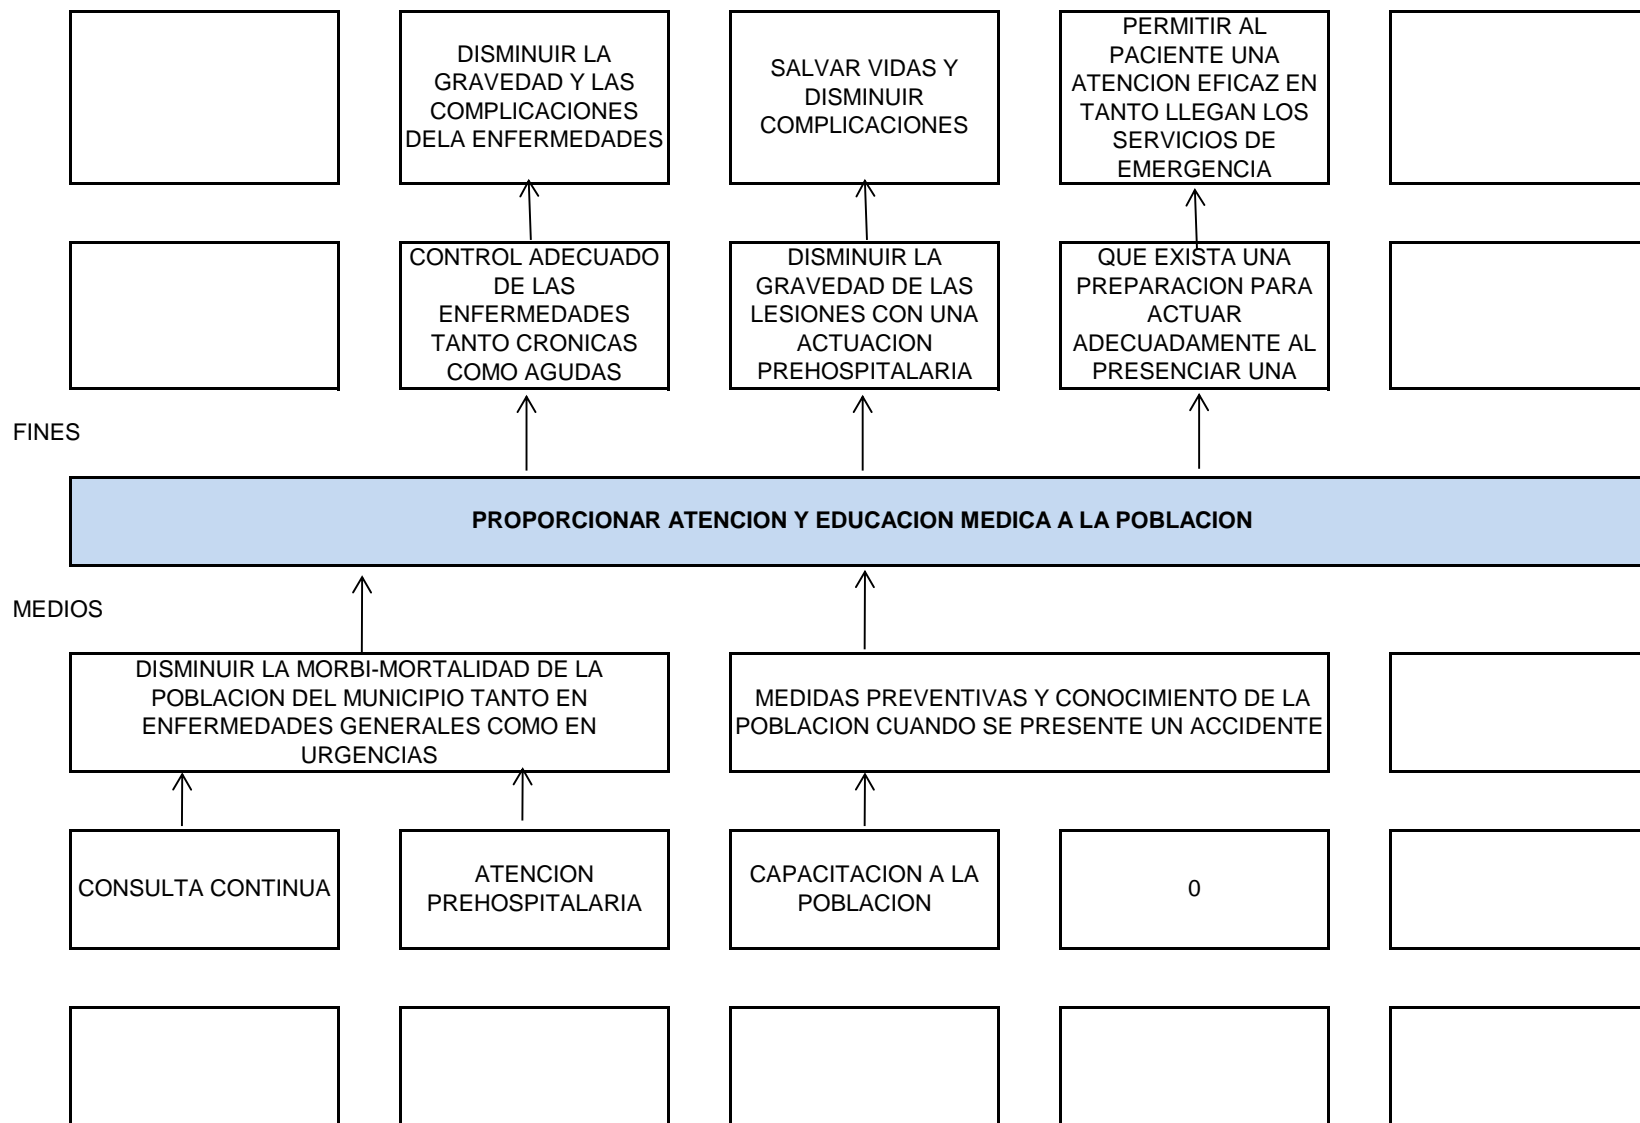 DISMINUIR LA
GRAVEDAD Y LAS
COMPLICACIONES
DELA ENFERMEDADES
SALVAR VIDAS Y
DISMINUIR
COMPLICACIONES
PERMITIR AL
PACIENTE UNA
ATENCION EFICAZ EN
TANTO LLEGAN LOS
SERVICIOS DE
EMERGENCIA
CONTROL ADECUADO
DE LAS
ENFERMEDADES
TANTO CRONICAS
COMO AGUDAS
DISMINUIR LA
GRAVEDAD DE LAS
LESIONES CON UNA
ACTUACION
PREHOSPITALARIA
QUE EXISTA UNA
PREPARACION PARA
ACTUAR
ADECUADAMENTE AL
PRESENCIAR UNA
FINES
PROPORCIONAR ATENCION Y EDUCACION MEDICA A LA POBLACION
MEDIOS
DISMINUIR LA MORBI-MORTALIDAD DE LA
POBLACION DEL MUNICIPIO TANTO EN
ENFERMEDADES GENERALES COMO EN
URGENCIAS
MEDIDAS PREVENTIVAS Y CONOCIMIENTO DE LA
POBLACION CUANDO SE PRESENTE UN ACCIDENTE
CONSULTA CONTINUA
ATENCION
PREHOSPITALARIA
CAPACITACION A LA
POBLACION
0